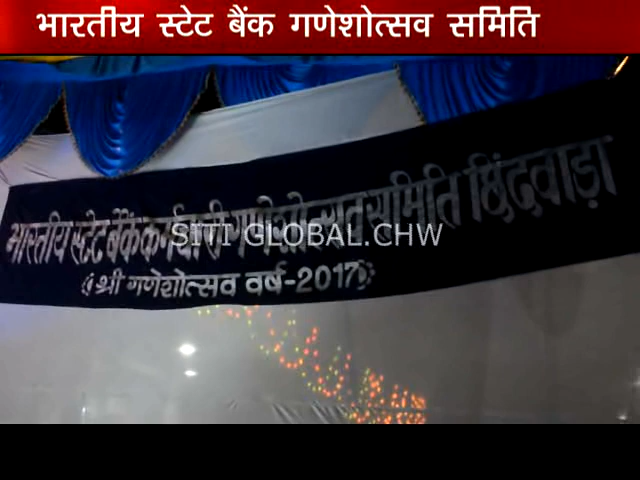 भारतीय स्टेट बैंक गणेशोत्सव समिति
भारतीय स्टेट बैंक कर्मचारी गणेशोत्सव समिति छिंदवाड़ा
SITI GLOBAL.CHW
श्री गणेशोत्सव वर्ष-2017